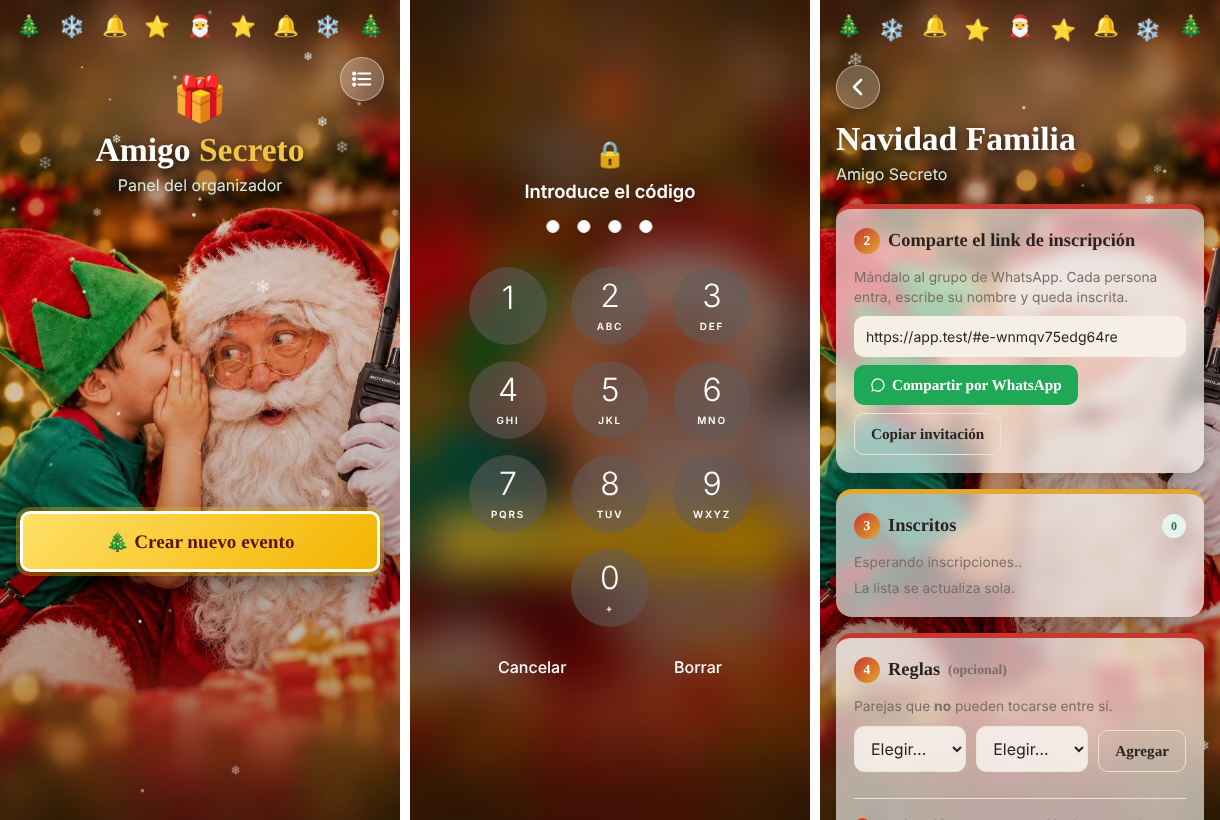 Amigo Secreto
Panel del organizador
MOTOROLA
🎄 Crear nuevo evento
Introduce el código
1
2
ABC
3
DEF
4
GHI
5
JKL
6
MNO
7
PQRS
8
TUV
9
WXYZ
0
+
Cancelar
Borrar
Navidad Familia
Amigo Secreto
2 Comparte el link de inscripción
Mándalo al grupo de WhatsApp. Cada persona
entra, escribe su nombre y queda inscrita.
https://app.test/#e-wnmqv75edg64re
Compartir por WhatsApp
Copiar invitación
3 Inscritos 0
Esperando inscripciones..
La lista se actualiza sola.
4 Reglas (opcional)
Parejas que no pueden tocarse entre sí.
Elegir... Elegir... Agregar